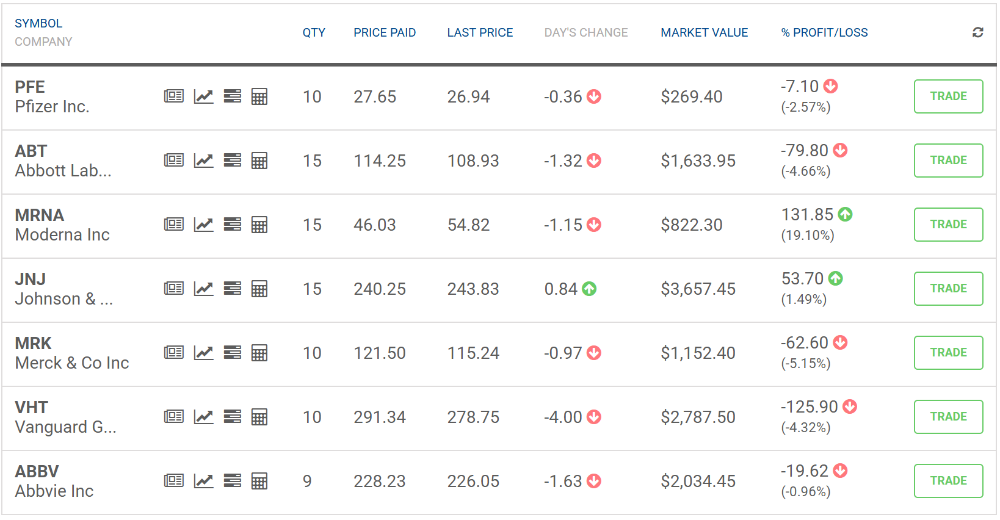 SYMBOL
COMPANY
QTY PRICE PAID LAST PRICE DAY'S CHANGE MARKET VALUE % PROFIT/LOSS
PFE
Pfizer Inc.
10 27.65 26.94 -0.36 $269.40
-7.10
(-2.57%)
TRADE
ABT
Abbott Lab...
15 114.25 108.93 -1.32 $1,633.95
-79.80
(-4.66%)
TRADE
MRNA
Moderna Inc
15 46.03 54.82 -1.15 $822.30
131.85
(19.10%)
TRADE
JNJ
Johnson & ...
15 240.25 243.83 0.84 $3,657.45
53.70
(1.49%)
TRADE
MRK
Merck & Co Inc
10 121.50 115.24 -0.97 $1,152.40
-62.60
(-5.15%)
TRADE
VHT
Vanguard G...
10 291.34 278.75 -4.00 $2,787.50
-125.90
(-4.32%)
TRADE
ABBV
Abbvie Inc
9 228.23 226.05 -1.63 $2,034.45
-19.62
(-0.96%)
TRADE